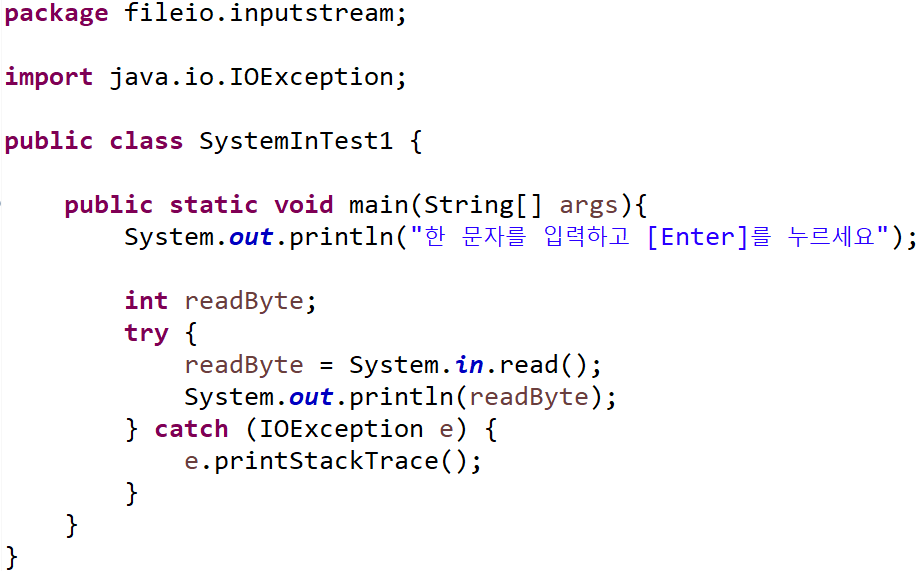 package fileio.inputstream;
import java.io.IOException;
public class SystemInTest1 {
public static void main(String[] args){
System.out.println("한 문자를 입력하고 [Enter]를 누르세요");
int readByte;
try {
readByte = System.in.read();
System.out.println(readByte);
} catch (IOException e) {
e.printStackTrace();
}
}
}